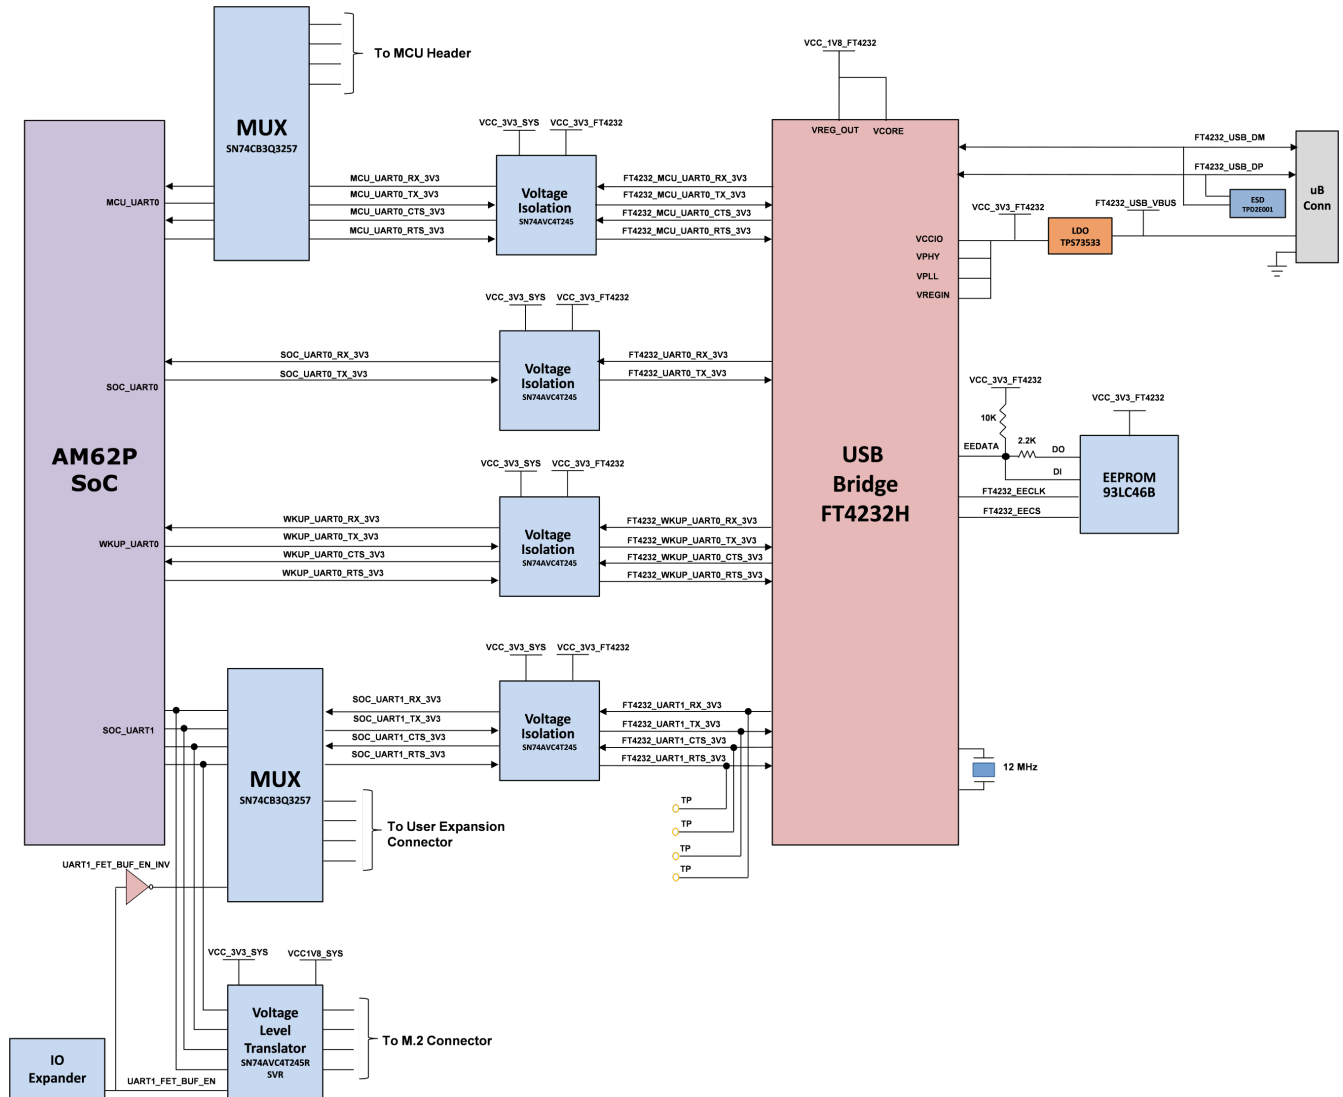 To MCU Header
MUX
SN74CB3Q3257
VCC_1V8_FT4232
VREG_OUT
VCORE
VCC_3V3_SYS
VCC_3V3_FT4232
MCU_UART0
MCU_UART0_RX_3V3
MCU_UART0_TX_3V3
MCU_UART0_CTS_3V3
MCU_UART0_RTS_3V3
Voltage
Isolation
SN74AVC4T245
FT4232_MCU_UART0_RX_3V3
FT4232_MCU_UART0_TX_3V3
FT4232_MCU_UART0_CTS_3V3
FT4232_MCU_UART0_RTS_3V3
FT4232_USB_DM
FT4232_USB_DP
uB
Conn
ESD
TPD2E001
VCC_3V3_FT4232
FT4232_USB_VBUS
LDO
TPS73533
VCCIO
VPHY
VPLL
VREGIN
VCC_3V3_SYS
VCC_3V3_FT4232
SOC_UART0
SOC_UART0_RX_3V3
SOC_UART0_TX_3V3
Voltage
Isolation
SN74AVC4T245
FT4232_UART0_RX_3V3
FT4232_UART0_TX_3V3
AM62P
SoC
USB
Bridge
FT4232H
VCC_3V3_FT4232
10K
EEDATA
2.2K
DO
DI
FT4232_EECLK
FT4232_EECS
VCC_3V3_FT4232
EEPROM
93LC46B
VCC_3V3_SYS
VCC_3V3_FT4232
WKUP_UART0
WKUP_UART0_RX_3V3
WKUP_UART0_TX_3V3
WKUP_UART0_CTS_3V3
WKUP_UART0_RTS_3V3
Voltage
Isolation
SN74AVC4T245
FT4232_WKUP_UART0_RX_3V3
FT4232_WKUP_UART0_TX_3V3
FT4232_WKUP_UART0_CTS_3V3
FT4232_WKUP_UART0_RTS_3V3
VCC_3V3_SYS
VCC_3V3_FT4232
SOC_UART1
SOC_UART1_RX_3V3
SOC_UART1_TX_3V3
SOC_UART1_CTS_3V3
SOC_UART1_RTS_3V3
Voltage
Isolation
SN74AVC4T245
FT4232_UART1_RX_3V3
FT4232_UART1_TX_3V3
FT4232_UART1_CTS_3V3
FT4232_UART1_RTS_3V3
12 MHz
MUX
SN74CB3Q3257
TP
TP
TP
TP
To User Expansion
Connector
UART1_FET_BUF_EN_INV
VCC_3V3_SYS
VCC1V8_SYS
Voltage
Level
Translator
SN74AVC4T245R
SVR
To M.2 Connector
IO
Expander
UART1_FET_BUF_EN